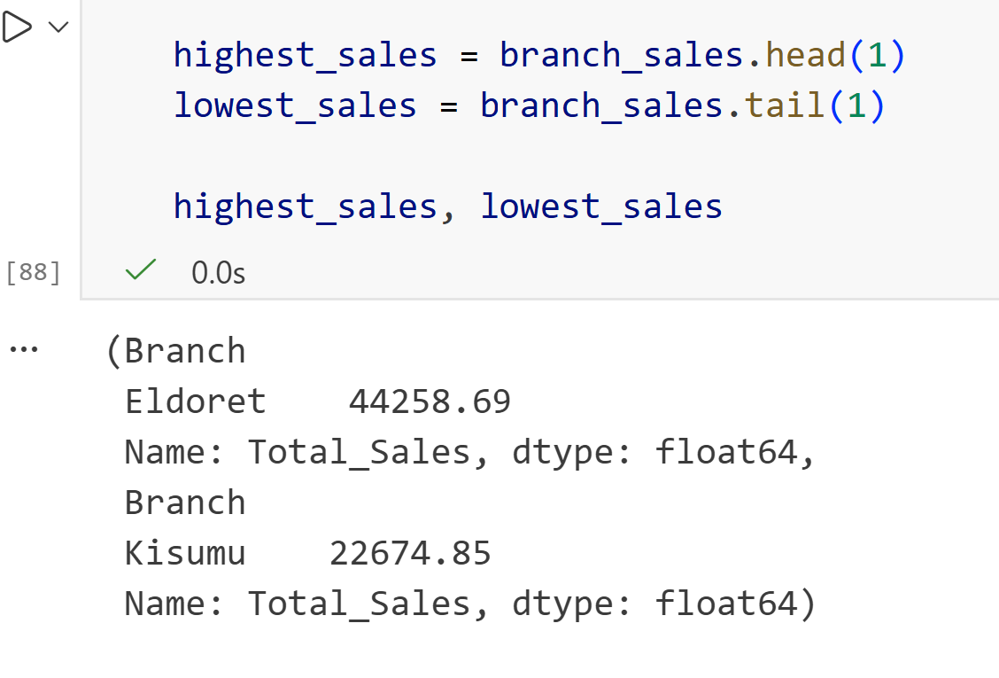 highest_sales = branch_sales.head(1)
lowest_sales = branch_sales.tail(1)
highest_sales, lowest_sales
[88]
0.0s
...
(Branch
Eldoret    44258.69
Name: Total_Sales, dtype: float64,
Branch
Kisumu    22674.85
Name: Total_Sales, dtype: float64)